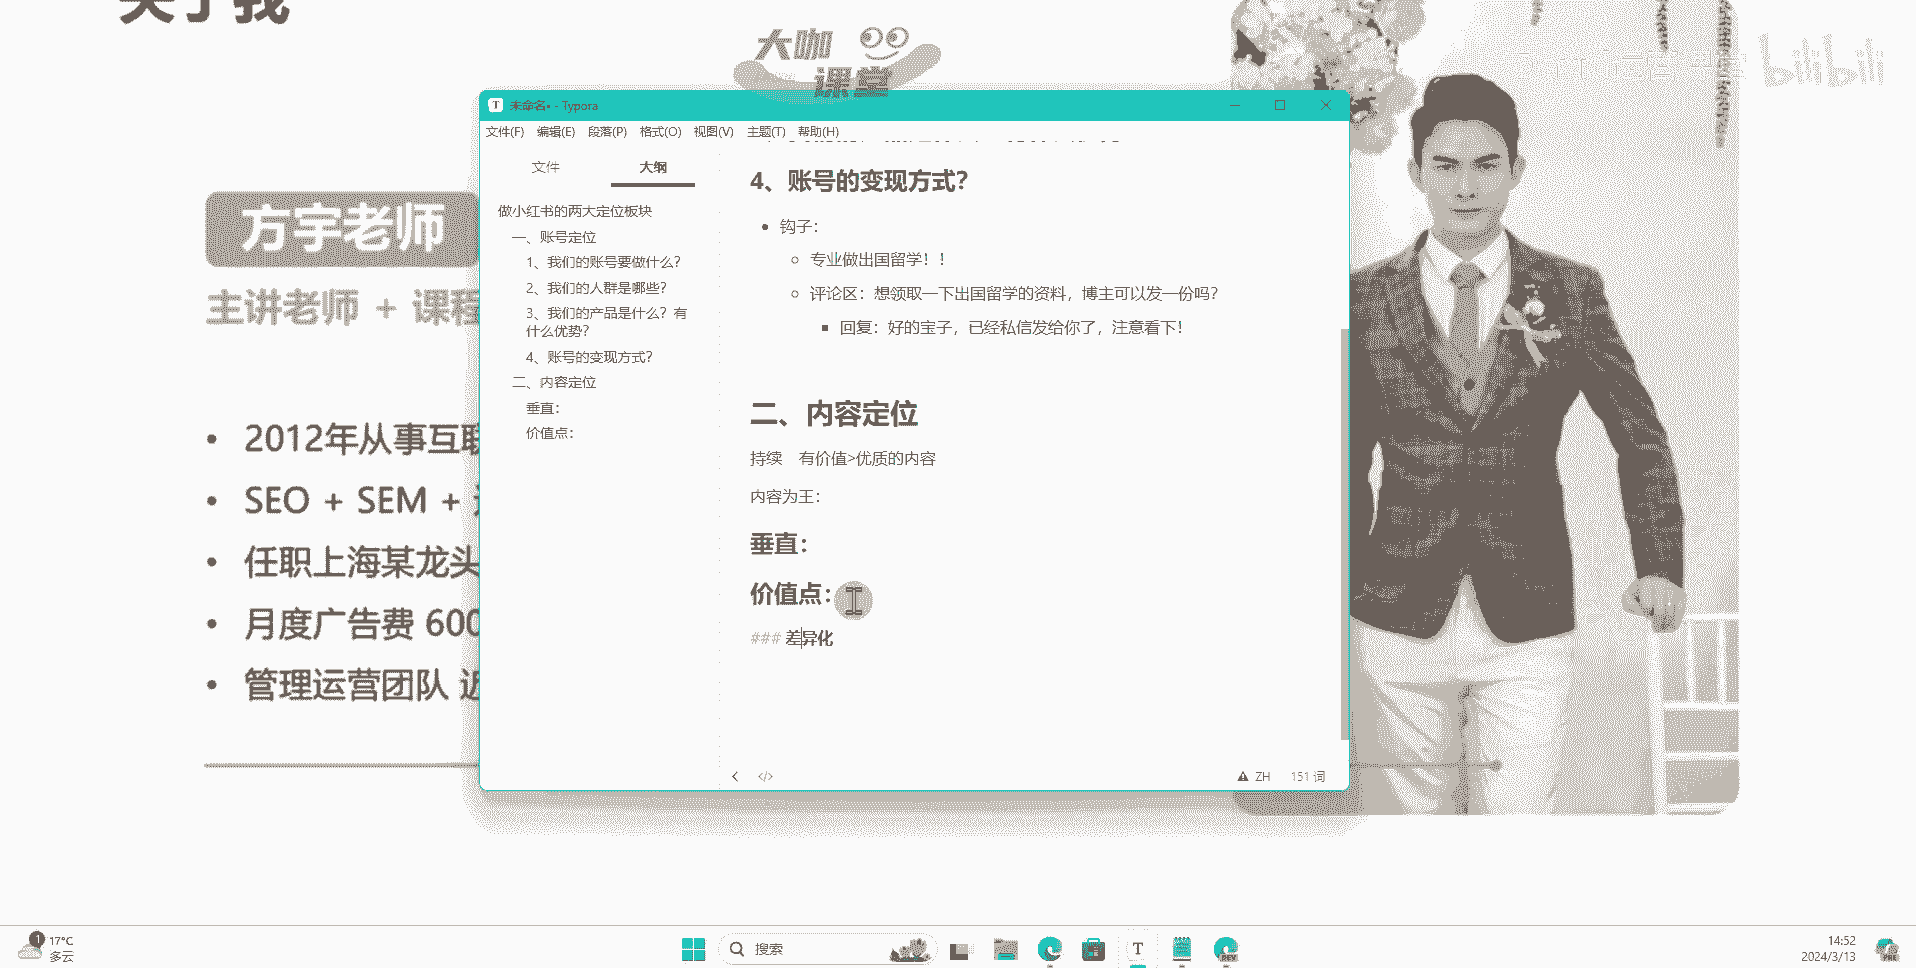 关于我
大咖
课堂
bilibili
方宇老师
主讲老师 + 课程
2012年从事互联
SEO + SEM +
任职上海某龙头
月度广告费 600
管理运营团队 近
未命名• - Typora
文件(F) 编辑(E) 段落(P) 格式(O) 视图(V) 主题(T) 帮助(H)
文件 大纲
做小红书的两大定位板块
一、账号定位
1、我们的账号要做什么？
2、我们的人群是哪些？
3、我们的产品是什么？有
什么优势？
4、账号的变现方式？
二、内容定位
垂直：
价值点：
4、账号的变现方式？
钩子：
专业做出国留学！！
评论区：想领取一下出国留学的资料，博主可以发一份吗？
回复：好的宝子，已经私信发给你了，注意看下！
二、内容定位
持续 有价值>优质的内容
内容为王：
垂直：
价值点：
### 差异化
</> ZH 151 词
1 17°C
多云
搜索
T
DEV
14:52
2024/3/13
PRE